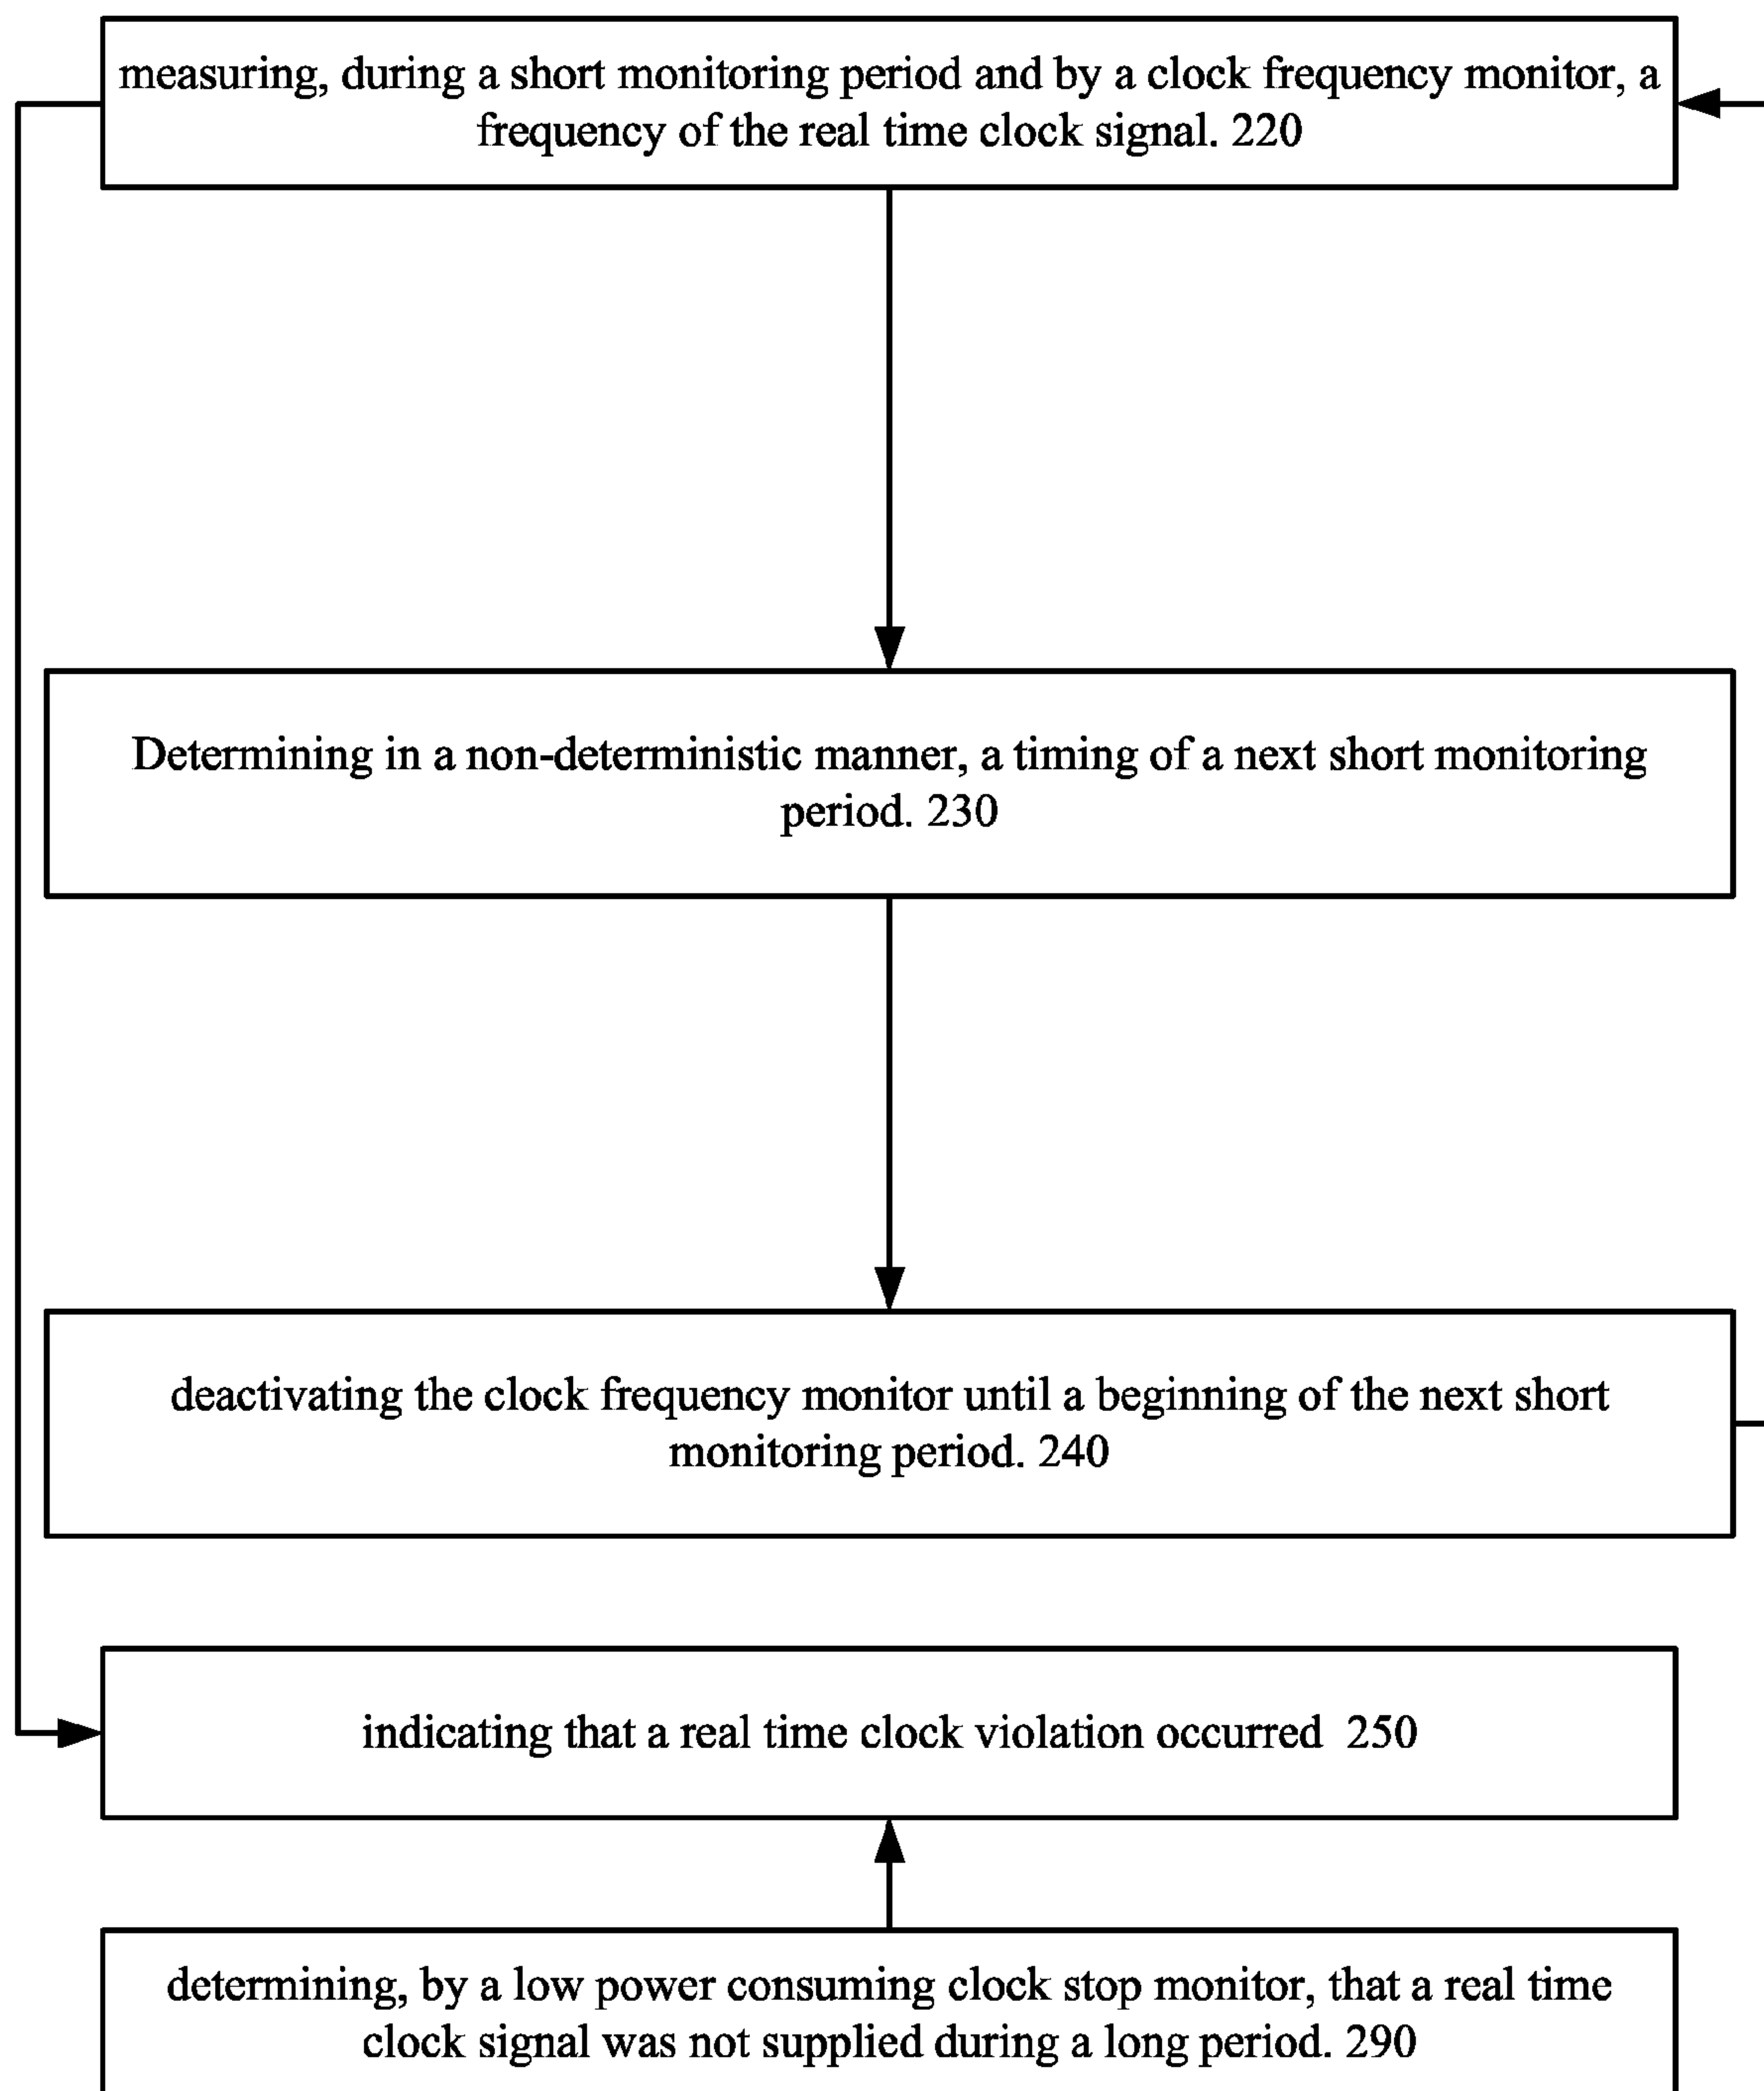 measuring, during a short monitoring period and by a clock frequency monitor, a
frequency of the real time clock signal. 220
Determining in a non-deterministic manner, a timing of a next short monitoring
period. 230
deactivating the clock frequency monitor until a beginning of the next short
monitoring period. 240
indicating that a real time clock violation occurred 250
determining, by a low power consuming clock stop monitor, that a real time
clock signal was not supplied during a long period. 290